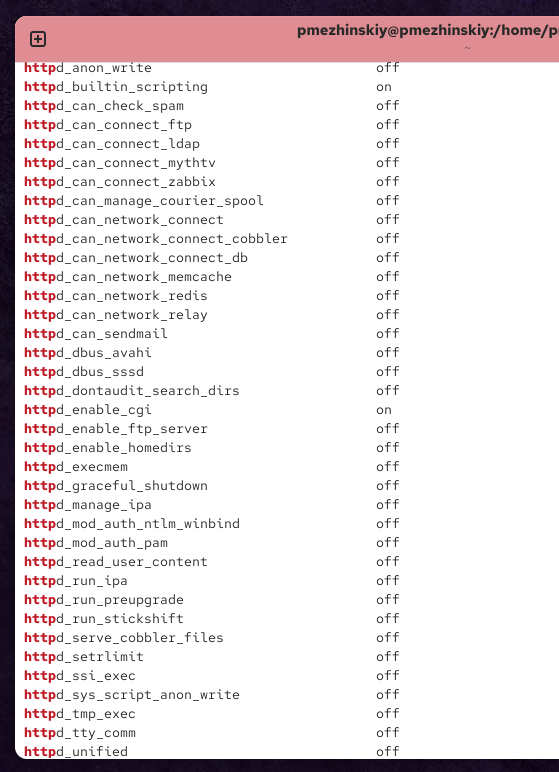 pmezhinskiy@pmezhinskiy:/home/
~
httpd_anon_write off
httpd_builtin_scripting on
httpd_can_check_spam off
httpd_can_connect_ftp off
httpd_can_connect_ldap off
httpd_can_connect_mythtv off
httpd_can_connect_zabbix off
httpd_can_manage_courier_spool off
httpd_can_network_connect off
httpd_can_network_connect_cobbler off
httpd_can_network_connect_db off
httpd_can_network_memcache off
httpd_can_network_redis off
httpd_can_network_relay off
httpd_can_sendmail off
httpd_dbus_avahi off
httpd_dbus_sssd off
httpd_dontaudit_search_dirs off
httpd_enable_cgi on
httpd_enable_ftp_server off
httpd_enable_homedirs off
httpd_execmem off
httpd_graceful_shutdown off
httpd_manage_ipa off
httpd_mod_auth_ntlm_winbind off
httpd_mod_auth_pam off
httpd_read_user_content off
httpd_run_ipa off
httpd_run_preupgrade off
httpd_run_stickshift off
httpd_serve_cobbler_files off
httpd_setrlimit off
httpd_ssi_exec off
httpd_sys_script_anon_write off
httpd_tmp_exec off
httpd_tty_comm off
httpd_unified off